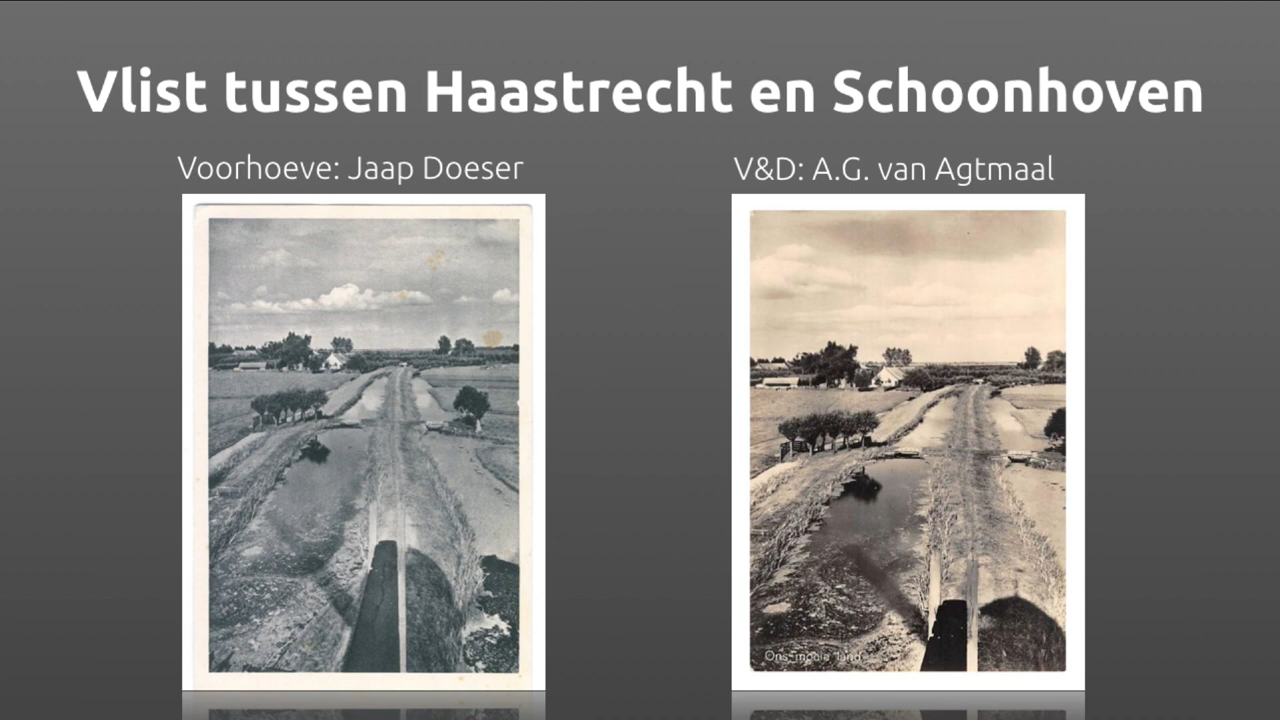 Vlist tussen Haastrecht en Schoonhoven
Voorhoeve: Jaap Doeser
V&D: A.G. van Agtmaal
Ons mooie land